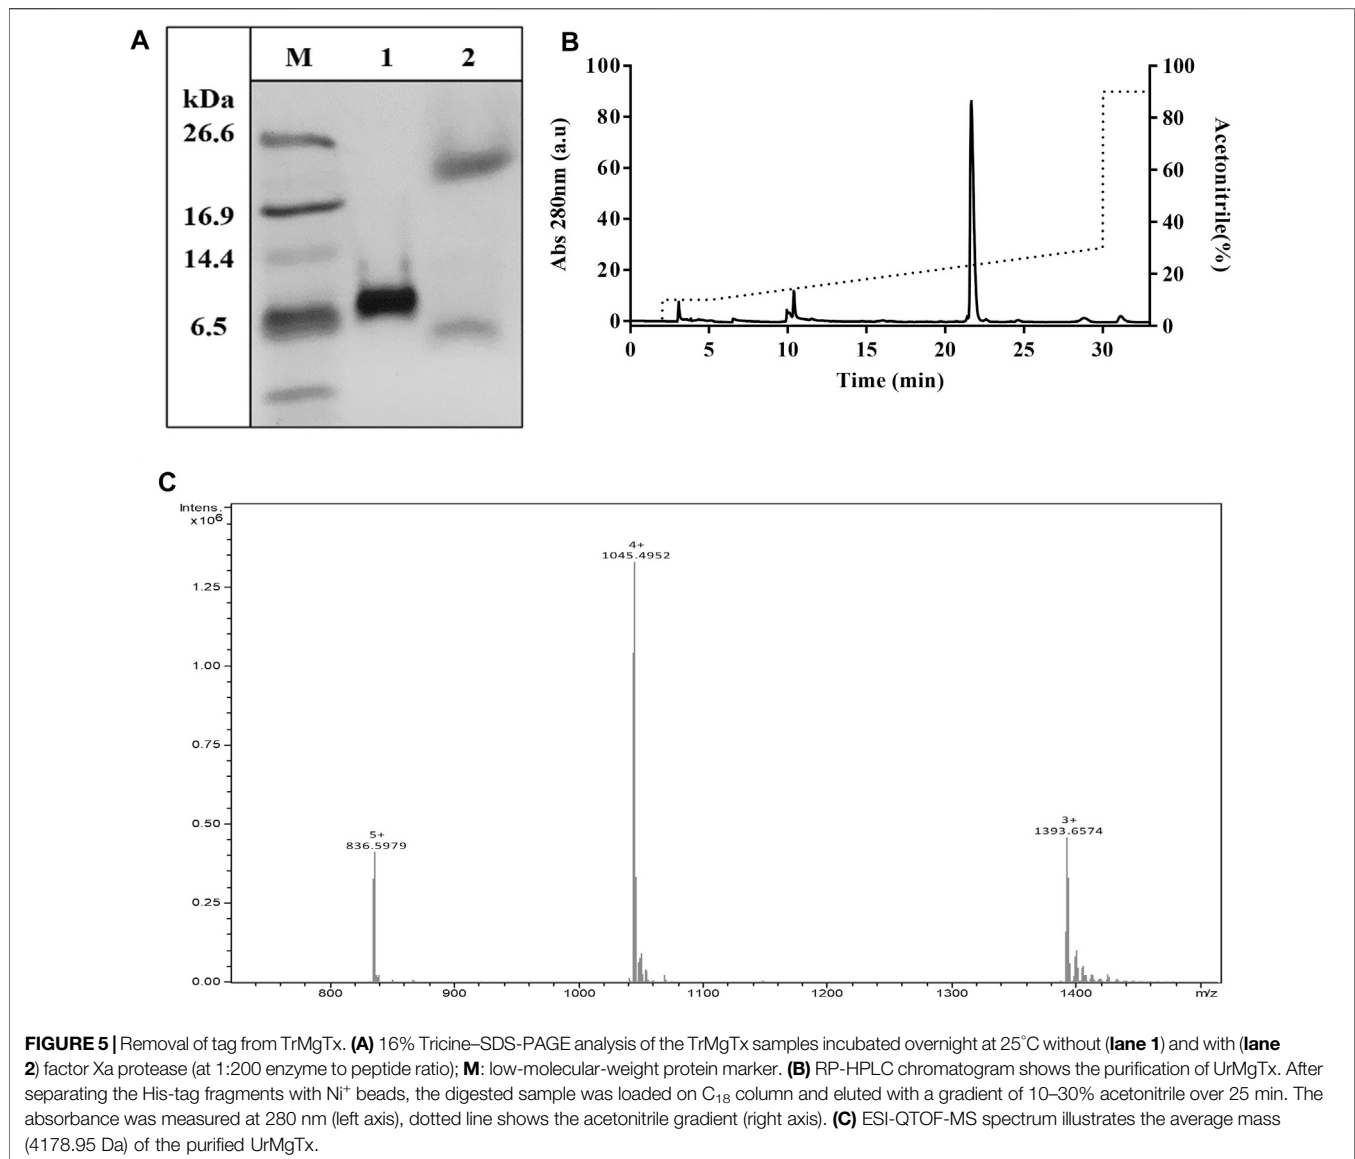 A
M 1 2
kDa
26.6
16.9
14.4
6.5
B
100 100
80 80
60 60
40 40
20 20
0 0
Abs 280nm (a.u)
Acetonitrile(%)
0 5 10 15 20 25 30
Time (min)
C
Intens.
x10⁶
1.25
1.00
0.75
0.50
0.25
0.00
4+
1045.4952
5+
836.5979
3+
1393.6574
800 900 1000 1100 1200 1300 1400 m/z
FIGURE 5 | Removal of tag from TrMgTx. (A) 16% Tricine–SDS-PAGE analysis of the TrMgTx samples incubated overnight at 25°C without (lane 1) and with (lane
2) factor Xa protease (at 1:200 enzyme to peptide ratio); M: low-molecular-weight protein marker. (B) RP-HPLC chromatogram shows the purification of UrMgTx. After
separating the His-tag fragments with Ni⁺ beads, the digested sample was loaded on C₁₈ column and eluted with a gradient of 10–30% acetonitrile over 25 min. The
absorbance was measured at 280 nm (left axis), dotted line shows the acetonitrile gradient (right axis). (C) ESI-QTOF-MS spectrum illustrates the average mass
(4178.95 Da) of the purified UrMgTx.